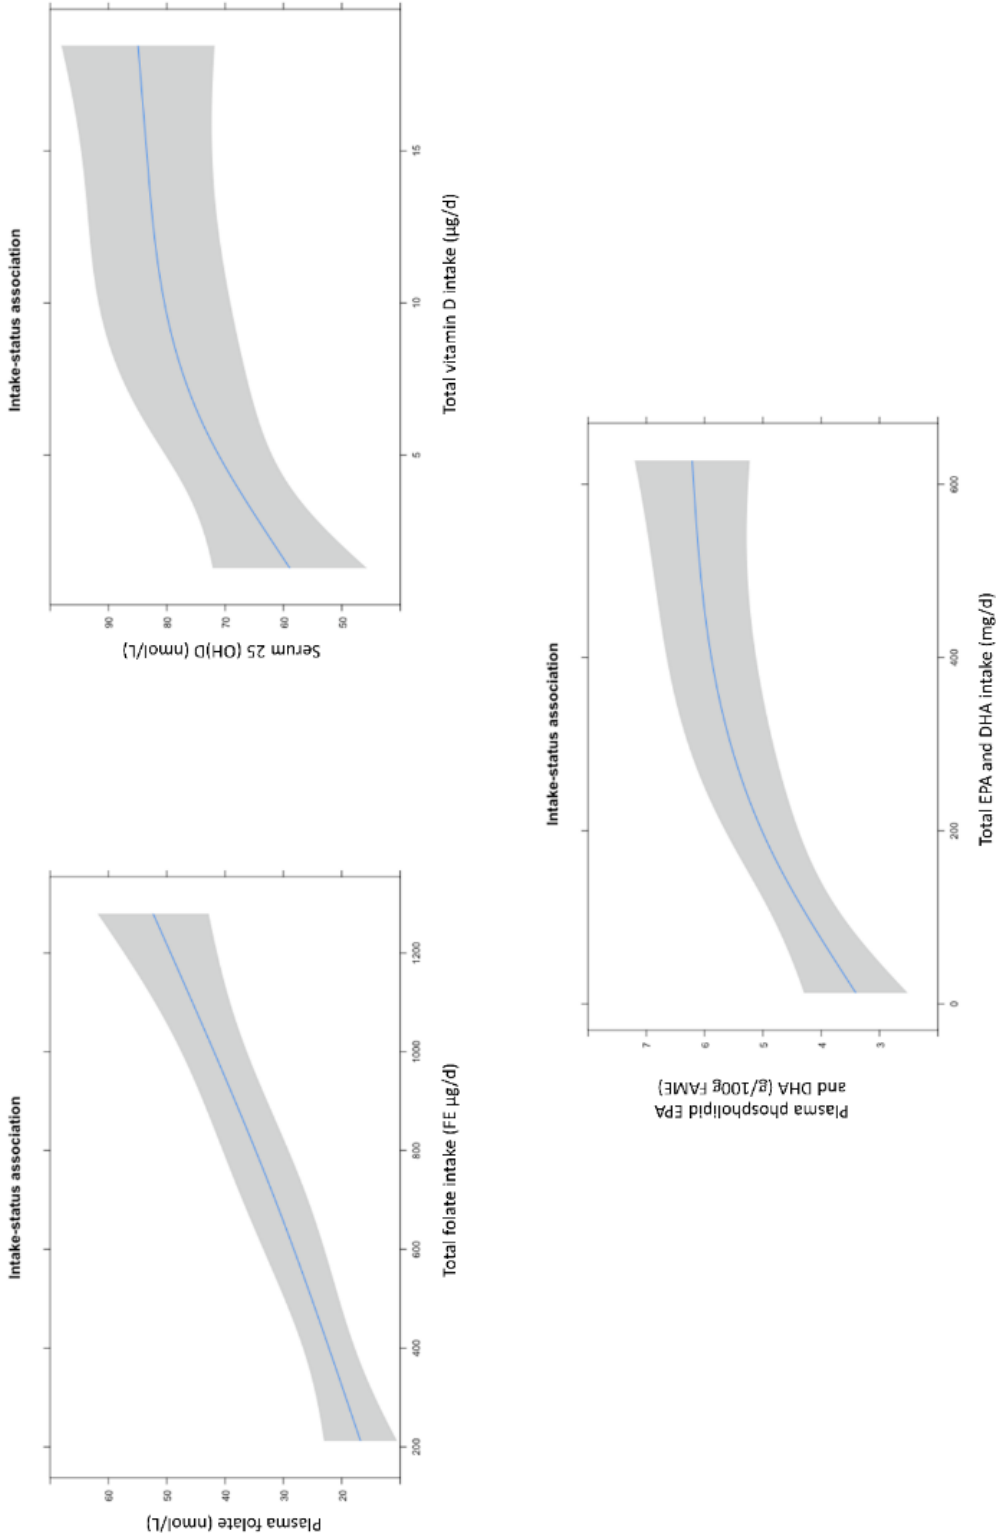 Intake-status association
Plasma folate (nmol/L)
60
50
40
30
20
200
400
600
800
1000
1200
Total folate intake (FE µg/d)
Intake-status association
Serum 25 (OH)D (nmol/L)
90
80
70
60
50
5
10
15
Total vitamin D intake (µg/d)
Intake-status association
Plasma phospholipid EPA
and DHA (g/100g FAME)
7
6
5
4
3
0
200
400
600
Total EPA and DHA intake (mg/d)